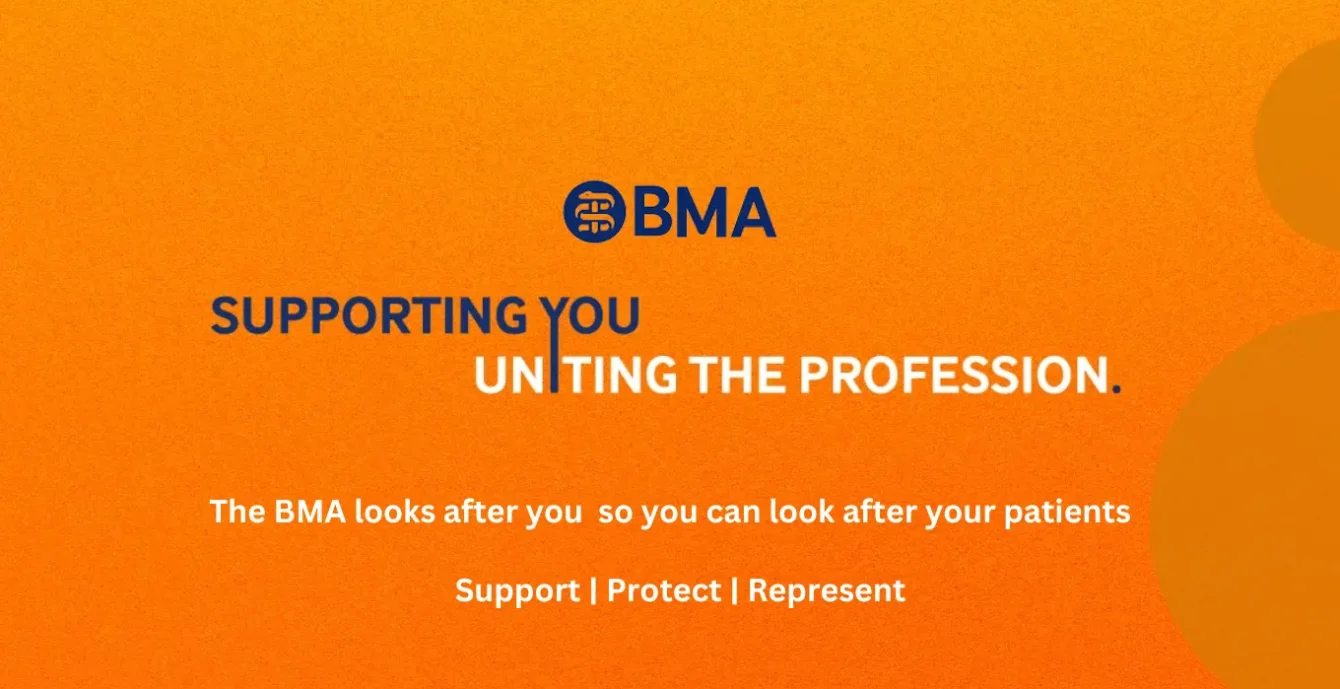 BMA
SUPPORTING YOU
UNITING THE PROFESSION.
The BMA looks after you  so you can look after your patients
Support | Protect | Represent